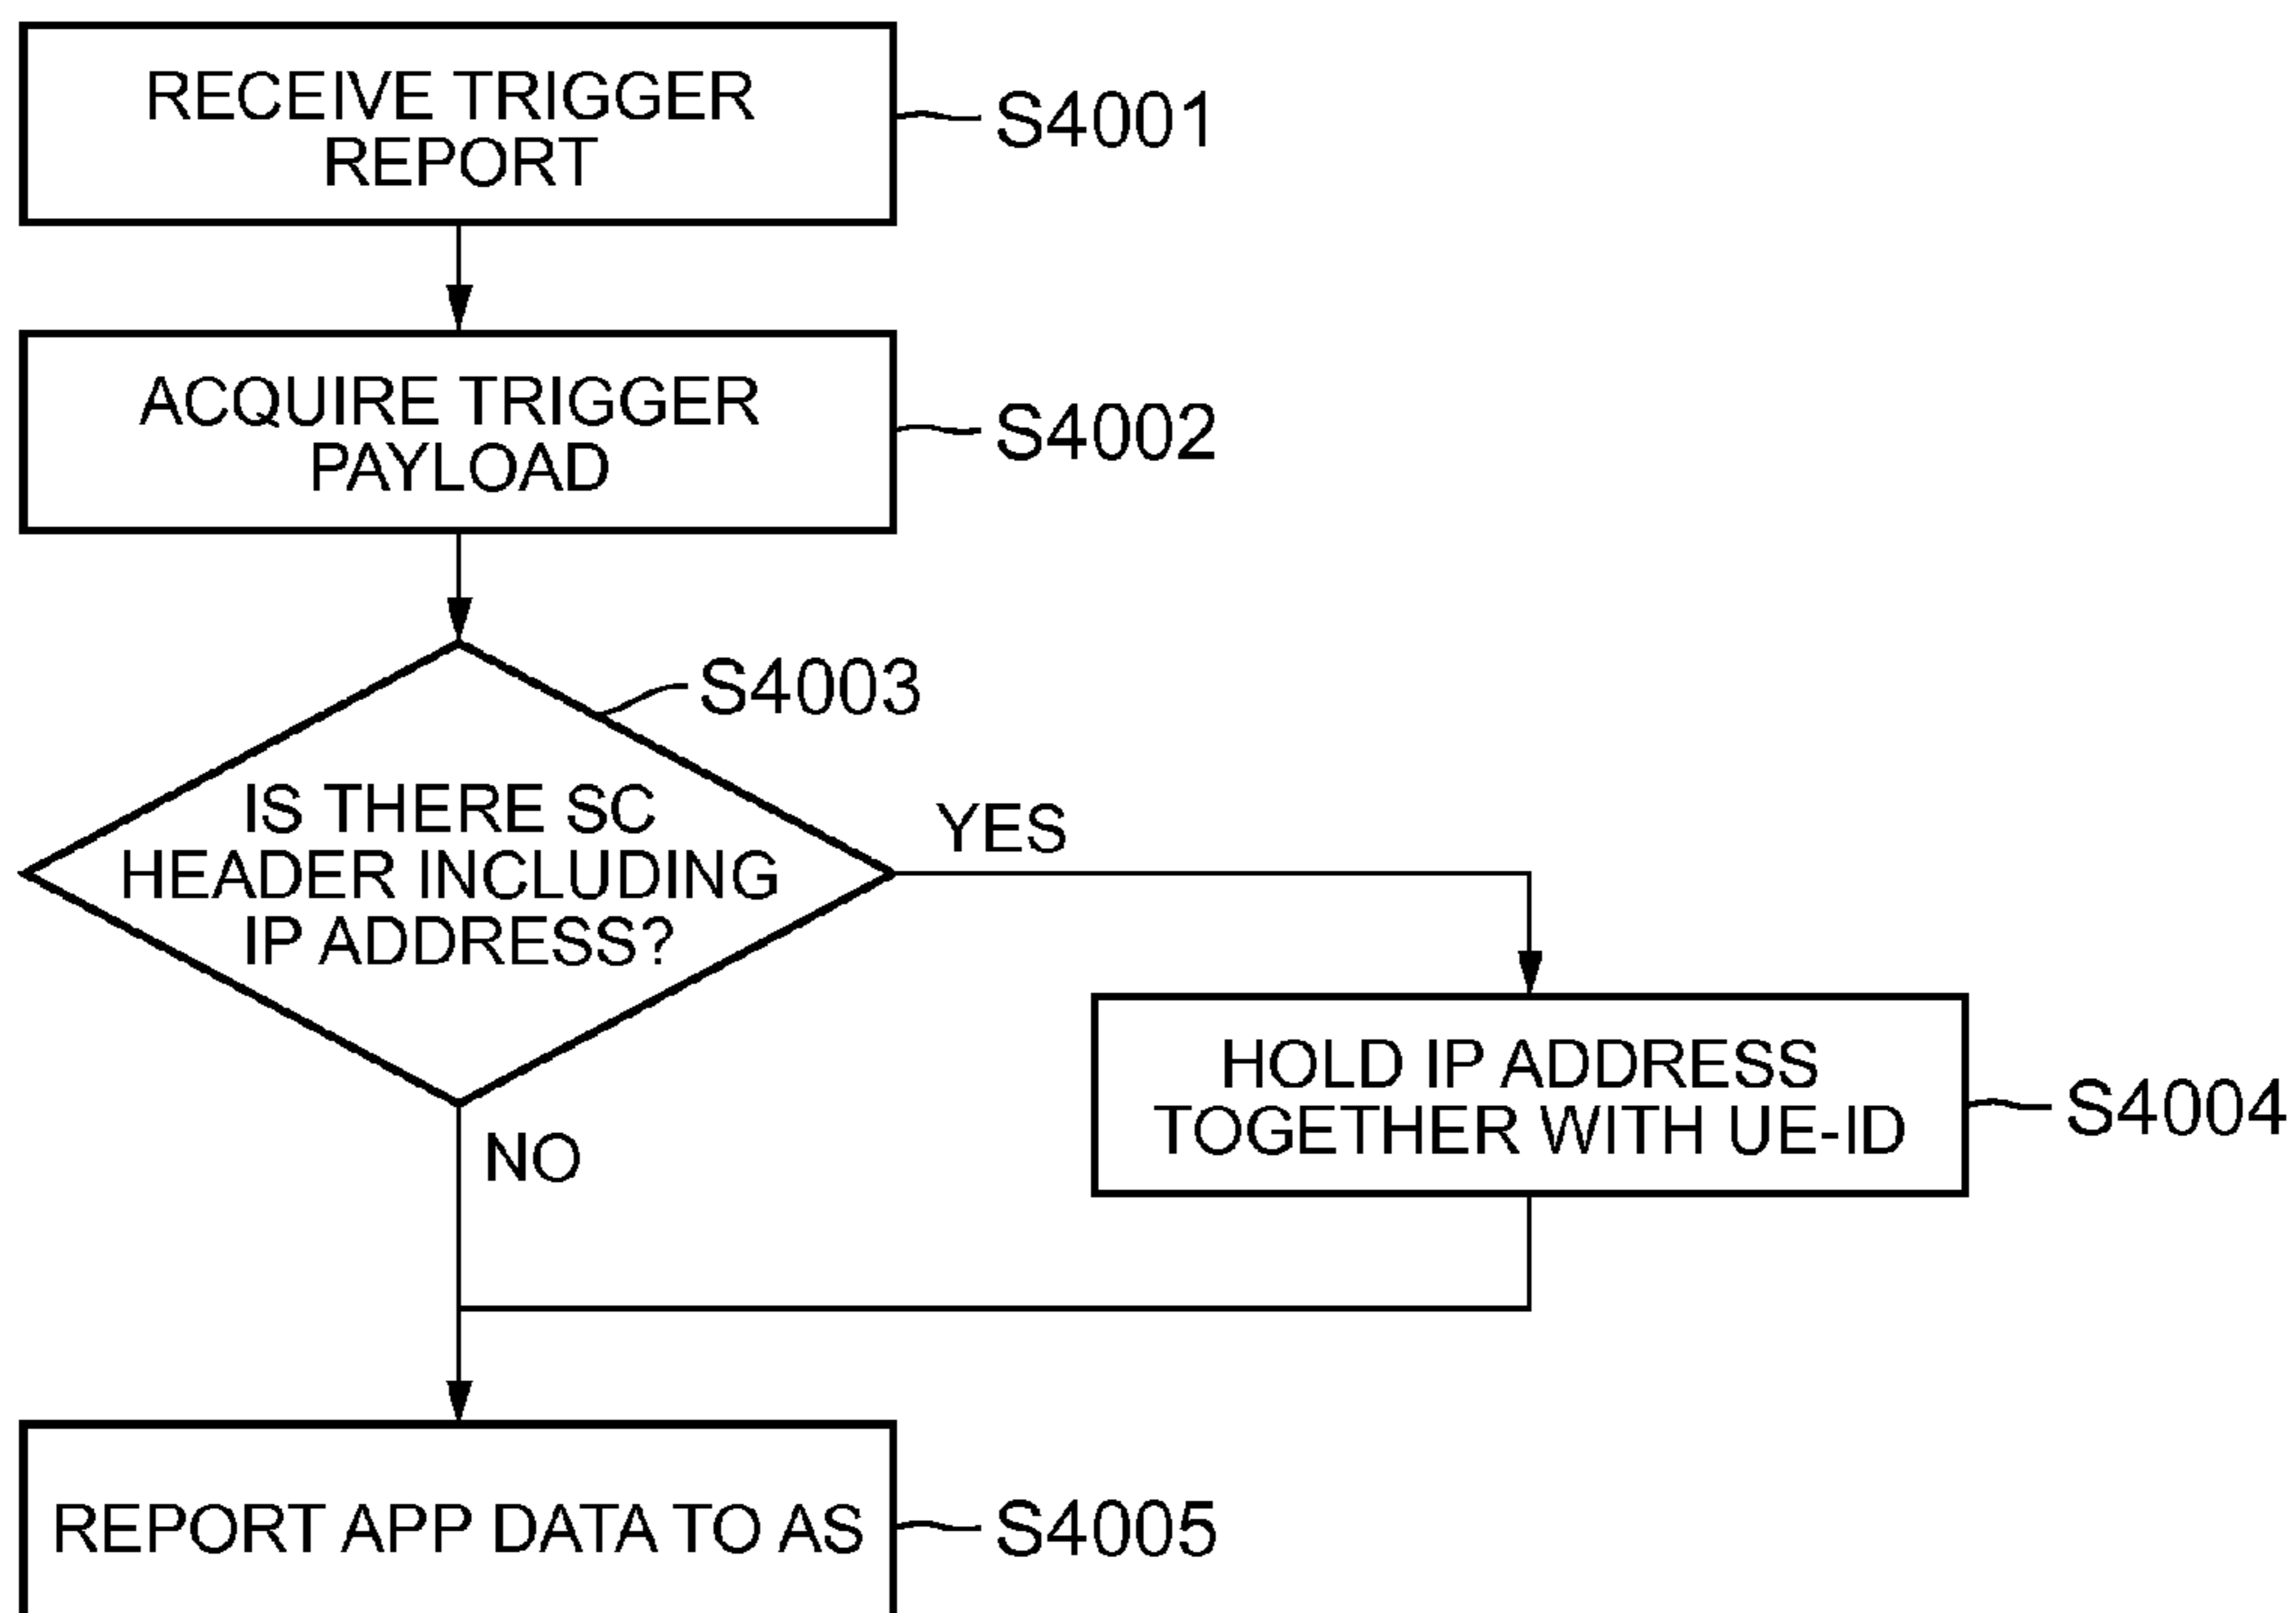 RECEIVE TRIGGER
REPORT
S4001
ACQUIRE TRIGGER
PAYLOAD
S4002
S4003
IS THERE SC
HEADER INCLUDING
IP ADDRESS?
YES
NO
HOLD IP ADDRESS
TOGETHER WITH UE-ID
S4004
REPORT APP DATA TO AS
S4005